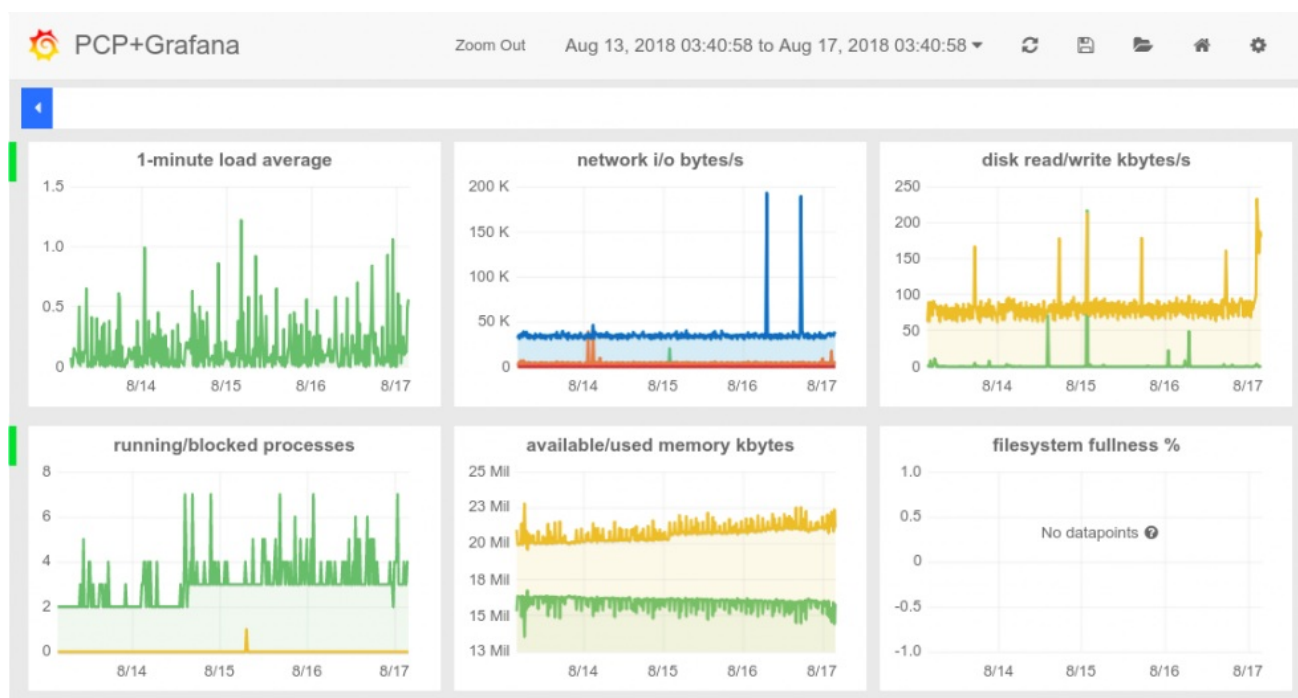 PCP+Grafana
Zoom Out
Aug 13, 2018 03:40:58 to Aug 17, 2018 03:40:58
1-minute load average
1.5
1.0
0.5
0
8/14 8/15 8/16 8/17
network i/o bytes/s
200 K
150 K
100 K
50 K
0
8/14 8/15 8/16 8/17
disk read/write kbytes/s
250
200
150
100
50
0
8/14 8/15 8/16 8/17
running/blocked processes
8
6
4
2
0
8/14 8/15 8/16 8/17
available/used memory kbytes
25 Mil
23 Mil
20 Mil
18 Mil
15 Mil
13 Mil
8/14 8/15 8/16 8/17
filesystem fullness %
1.0
0.5
No datapoints
0
-0.5
-1.0
8/14 8/15 8/16 8/17